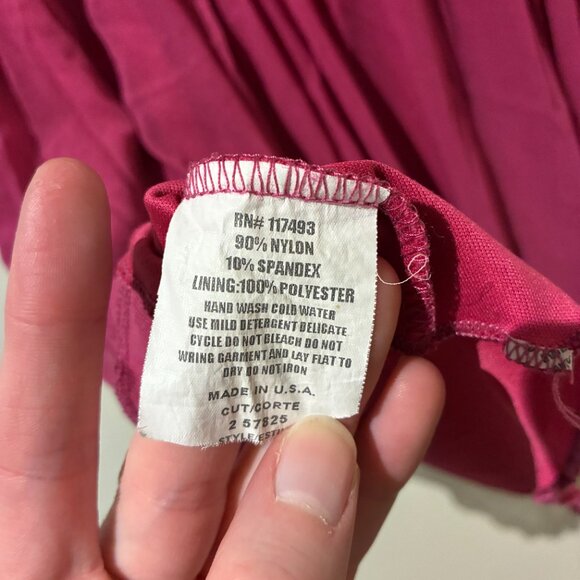 RN# 117493
90% NYLON
10% SPANDEX
LINING:100% POLYESTER
HAND WASH COLD WATER
USE MILD DETERGENT DELICATE
CYCLE DO NOT BLEACH DO NOT
WRING GARMENT AND LAY FLAT TO
DRY DO NOT IRON
MADE IN U.S.A.
CUT/CORTE
2 57825